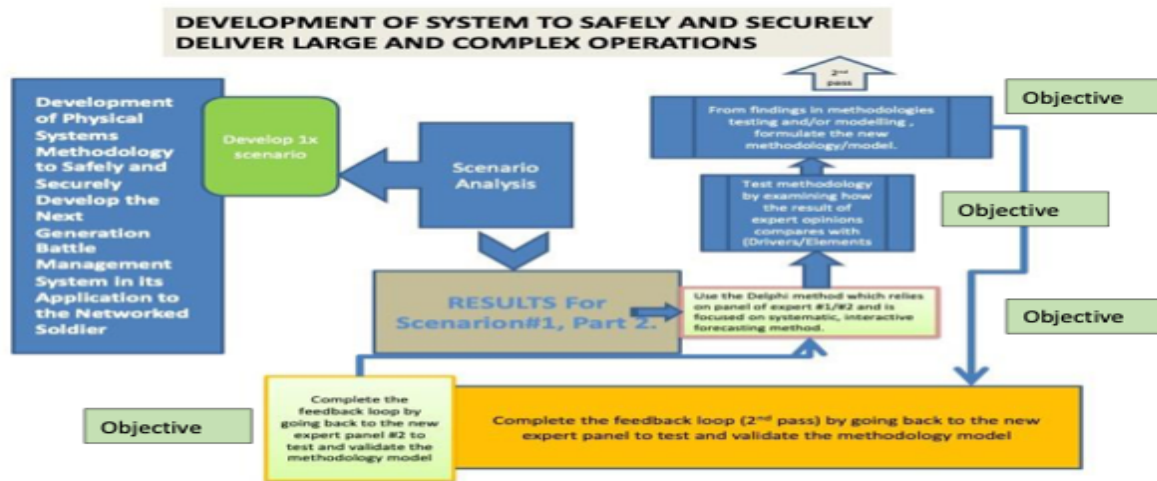 DEVELOPMENT OF SYSTEM TO SAFELY AND SECURELY
DELIVER LARGE AND COMPLEX OPERATIONS
2nd
pass
Development
of Physical
Systems
Methodology
to Safely and
Securely
Develop the
Next
Generation
Battle
Management
System in its
Application to
the Networked
Soldier
Develop 1x
scenario
Scenario
Analysis
From findings in methodologies
testing and/or modelling ,
formulate the new
methodology/model.
Objective
Test methodology
by examining how
the result of
expert opinions
compares with
(Drivers/Elements
Objective
RESULTS For
Scenarion#1, Part 2.
Use the Delphi method which relies
on panel of expert #1/#2 and is
focused on systematic, interactive
forecasting method.
Objective
Objective
Complete the
feedback loop by
going back to the new
expert panel #2 to
test and validate the
methodology model
Complete the feedback loop (2nd pass) by going back to the new
expert panel to test and validate the methodology model